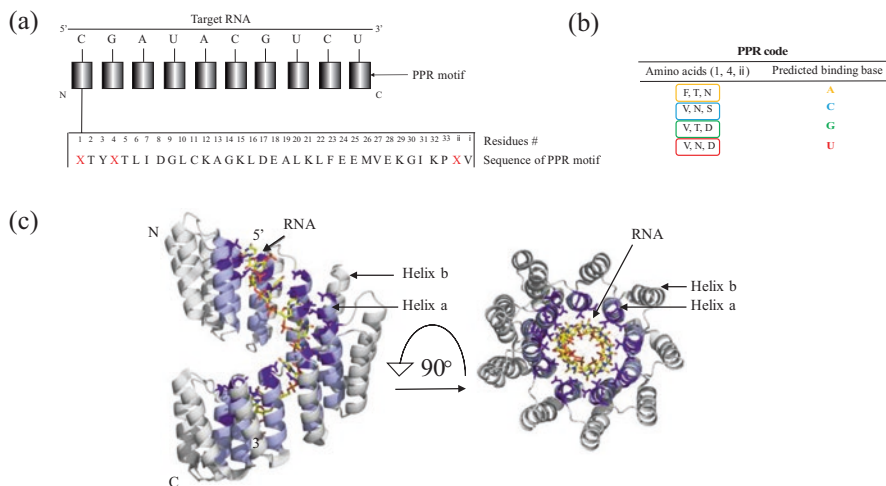 (a)
Target RNA
5' 3'
C G A U A C G U C U
PPR motif
N C
1 2 3 4 5 6 7 8 9 10 11 12 13 14 15 16 17 18 19 20 21 22 23 24 25 26 27 28 29 30 31 32 33 ii i Residues #
X T Y X T L I D G L C K A G K L D E A L K L F E E M V E K G I K P X V Sequence of PPR motif
(b)
PPR code
Amino acids (1, 4, ii) Predicted binding base
F, T, N A
V, N, S C
V, T, D G
V, N, D U
(c)
N 5' RNA
Helix b
Helix a
3'
C
90°
RNA
Helix b
Helix a